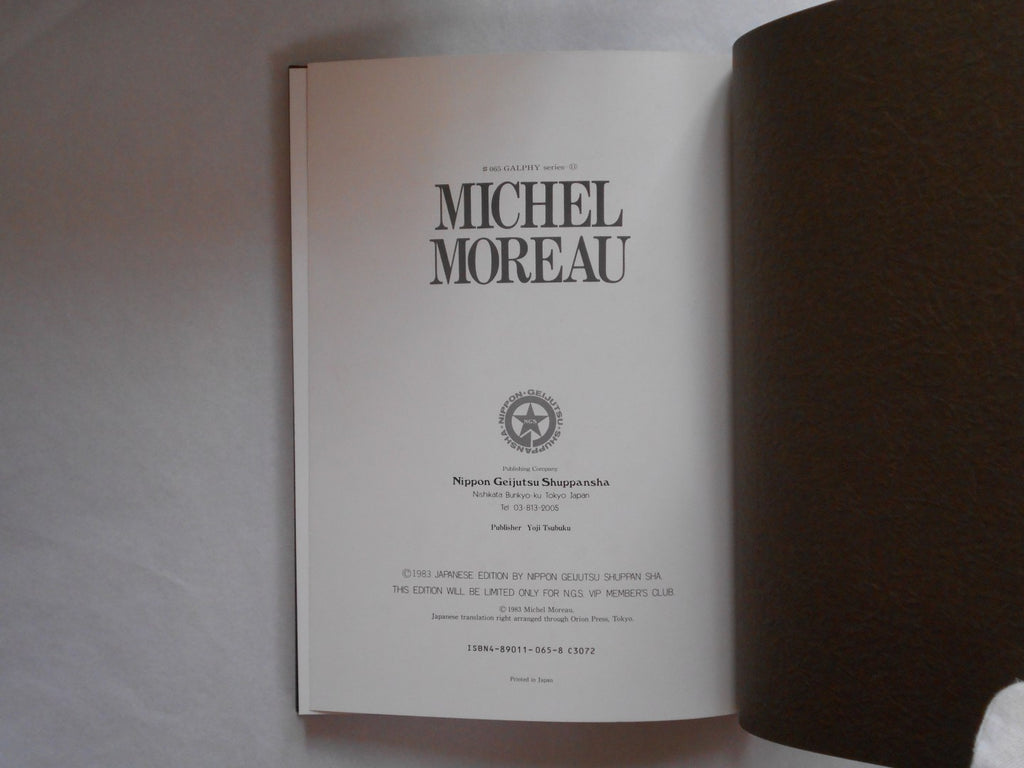 # 065 GALPHY series ⑪
MICHEL
MOREAU
NIPPON·GEIJUTSU·SHUPPANSHA·
NGS
Publishing Company
Nippon Geijutsu Shuppansha
Nishikata Bunkyo-ku Tokyo Japan
Tel 03-813-2005
Publisher Yoji Tsubuku
©1983 JAPANESE EDITION BY NIPPON GEIJUTSU SHUPPAN SHA.
THIS EDITION WILL BE LIMITED ONLY FOR N.G.S. VIP MEMBER'S CLUB.
© 1983 Michel Moreau.
Japanese translation right arranged through Orion Press, Tokyo.
ISBN4-89011-065-8 C3072
Printed in Japan